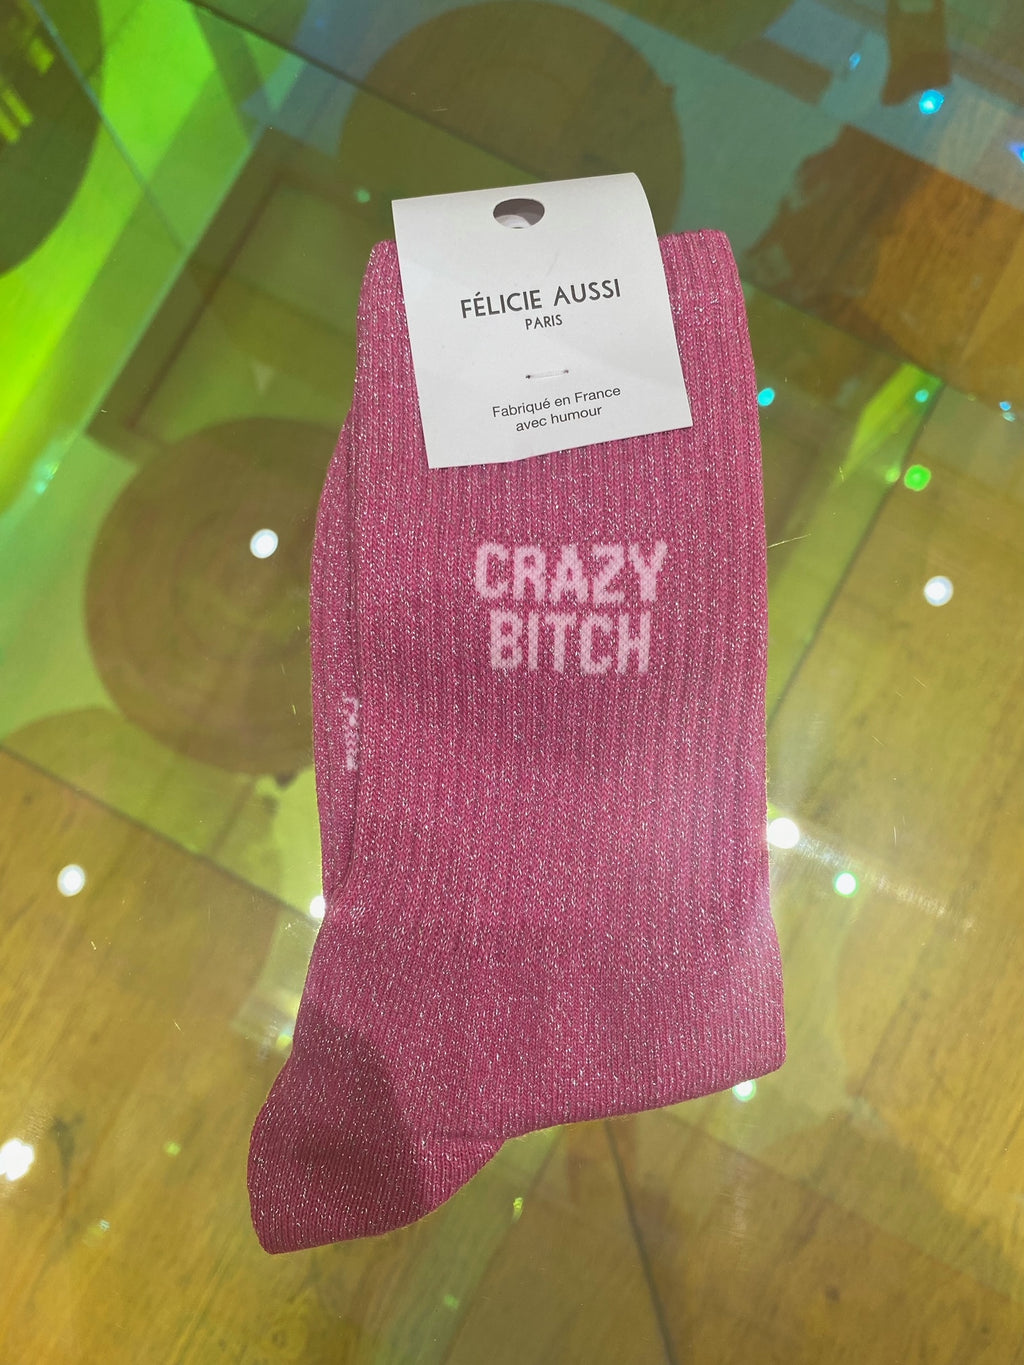 FÉLICIE AUSSI
PARIS
Fabriqué en France
avec humour
CRAZY
BITCH